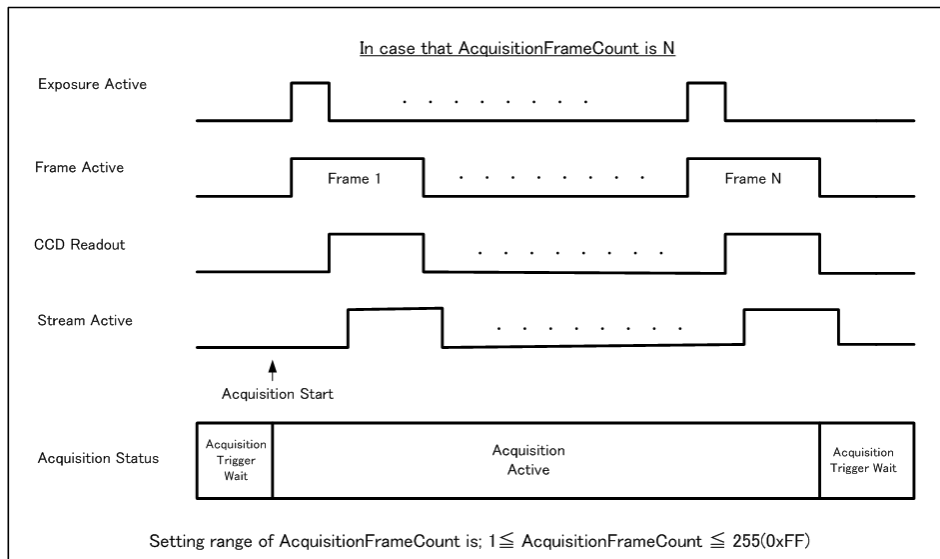 In case that AcquisitionFrameCount is N
Exposure Active
Frame Active
Frame 1
Frame N
CCD Readout
Stream Active
Acquisition Start
Acquisition Status
Acquisition
Trigger
Wait
Acquisition
Active
Acquisition
Trigger Wait
Setting range of AcquisitionFrameCount is; 1≦ AcquisitionFrameCount ≦ 255(0xFF)